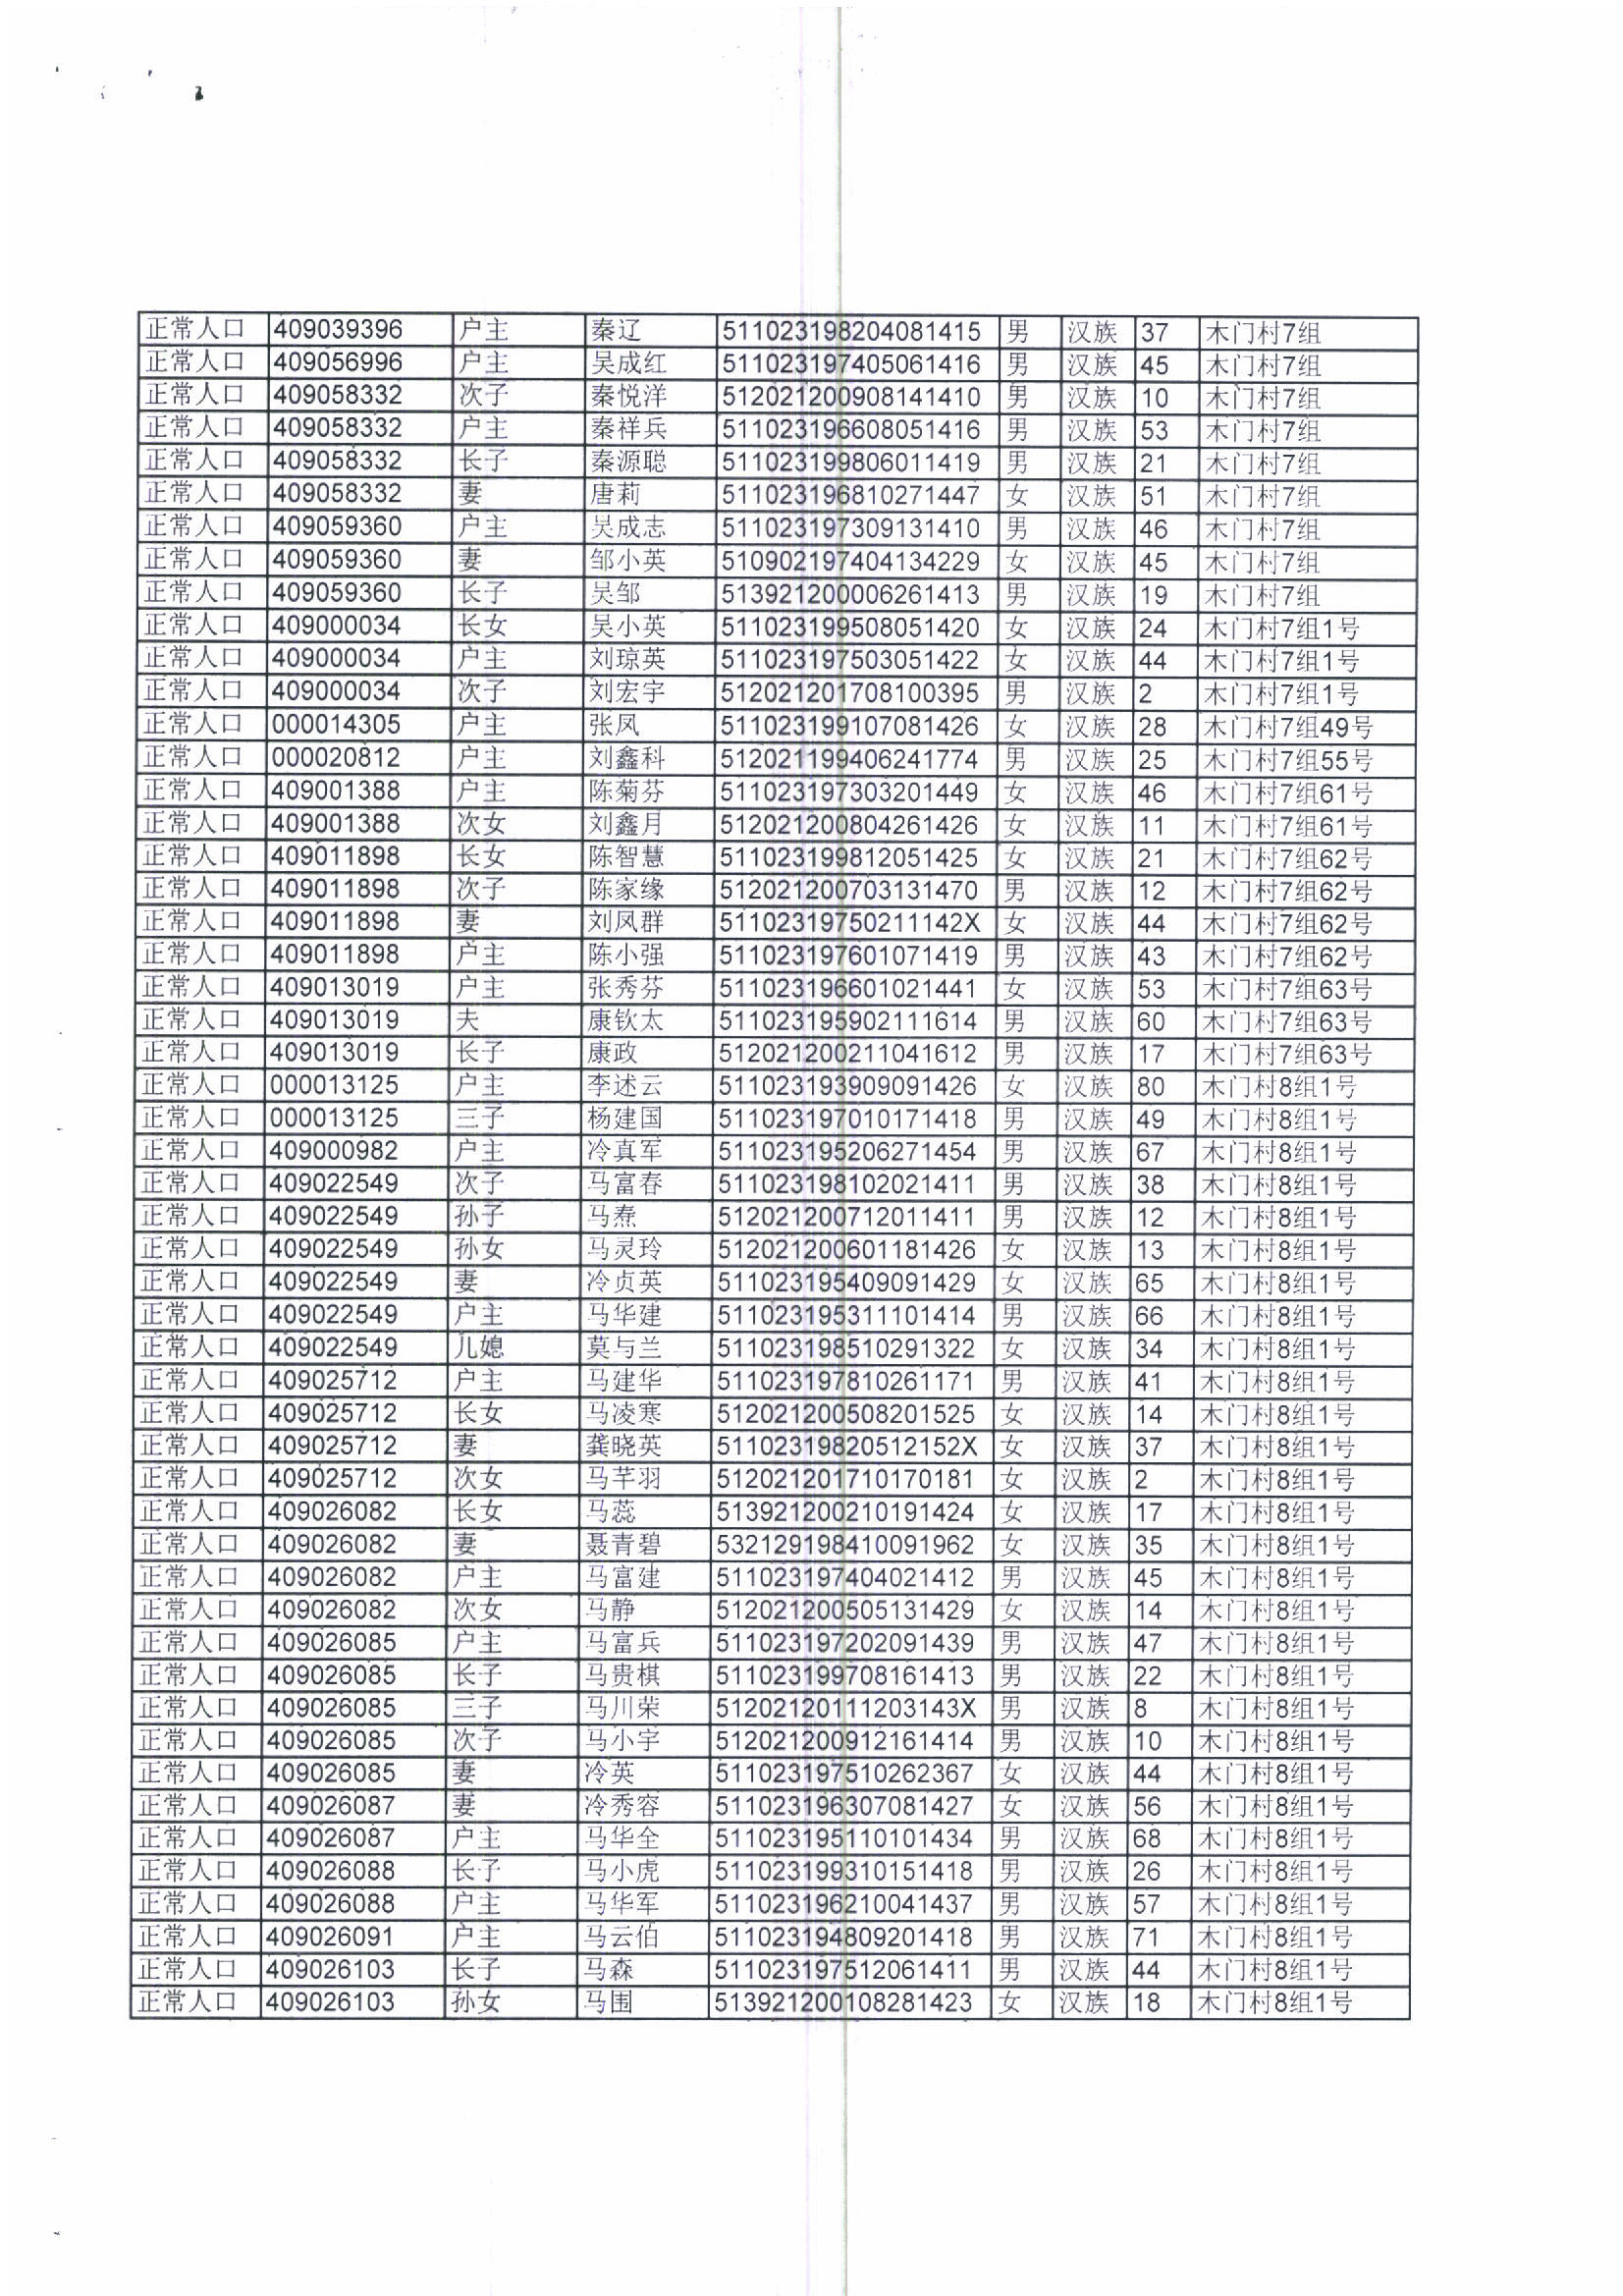 正常人口 409039396 户主 秦辽 511023198204081415 男 汉族 37 木门村7组
正常人口 409056996 户主 吴成红 511023197405061416 男 汉族 45 木门村7组
正常人口 409058332 次子 秦悦洋 512021200908141410 男 汉族 10 木门村7组
正常人口 409058332 户主 秦祥兵 511023196608051416 男 汉族 53 木门村7组
正常人口 409058332 长子 秦源聪 511023199806011419 男 汉族 21 木门村7组
正常人口 409058332 妻 唐莉 511023196810271447 女 汉族 51 木门村7组
正常人口 409059360 户主 吴成志 511023197309131410 男 汉族 46 木门村7组
正常人口 409059360 妻 邹小英 510902197404134229 女 汉族 45 木门村7组
正常人口 409059360 长子 吴邹 513921200006261413 男 汉族 19 木门村7组
正常人口 409000034 长女 吴小英 511023199508051420 女 汉族 24 木门村7组1号
正常人口 409000034 户主 刘琼英 511023197503051422 女 汉族 44 木门村7组1号
正常人口 409000034 次子 刘宏宇 512021201708100395 男 汉族 2 木门村7组1号
正常人口 000014305 户主 张凤 511023199107081426 女 汉族 28 木门村7组49号
正常人口 000020812 户主 刘鑫科 512021199406241774 男 汉族 25 木门村7组55号
正常人口 409001388 户主 陈菊芬 511023197303201449 女 汉族 46 木门村7组61号
正常人口 409001388 次女 刘鑫月 512021200804261426 女 汉族 11 木门村7组61号
正常人口 409011898 长女 陈智慧 511023199812051425 女 汉族 21 木门村7组62号
正常人口 409011898 次子 陈家缘 512021200703131470 男 汉族 12 木门村7组62号
正常人口 409011898 妻 刘凤群 51102319750211142X 女 汉族 44 木门村7组62号
正常人口 409011898 户主 陈小强 511023197601071419 男 汉族 43 木门村7组62号
正常人口 409013019 户主 张秀芬 511023196601021441 女 汉族 53 木门村7组63号
正常人口 409013019 夫 康钦太 511023195902111614 男 汉族 60 木门村7组63号
正常人口 409013019 长子 康政 512021200211041612 男 汉族 17 木门村7组63号
正常人口 000013125 户主 李述云 511023193909091426 女 汉族 80 木门村8组1号
正常人口 000013125 三子 杨建国 511023197010171418 男 汉族 49 木门村8组1号
正常人口 409000982 户主 冷真军 511023195206271454 男 汉族 67 木门村8组1号
正常人口 409022549 次子 马富春 511023198102021411 男 汉族 38 木门村8组1号
正常人口 409022549 孙子 马焘 512021200712011411 男 汉族 12 木门村8组1号
正常人口 409022549 孙女 马灵玲 512021200601181426 女 汉族 13 木门村8组1号
正常人口 409022549 妻 冷贞英 511023195409091429 女 汉族 65 木门村8组1号
正常人口 409022549 户主 马华建 511023195311101414 男 汉族 66 木门村8组1号
正常人口 409022549 儿媳 莫与兰 511023198510291322 女 汉族 34 木门村8组1号
正常人口 409025712 户主 马建华 511023197810261171 男 汉族 41 木门村8组1号
正常人口 409025712 长女 马凌寒 512021200508201525 女 汉族 14 木门村8组1号
正常人口 409025712 妻 龚晓英 51102319820512152X 女 汉族 37 木门村8组1号
正常人口 409025712 次女 马芊羽 512021201710170181 女 汉族 2 木门村8组1号
正常人口 409026082 长女 马蕊 513921200210191424 女 汉族 17 木门村8组1号
正常人口 409026082 妻 聂青碧 532129198410091962 女 汉族 35 木门村8组1号
正常人口 409026082 户主 马富建 511023197404021412 男 汉族 45 木门村8组1号
正常人口 409026082 次女 马静 512021200505131429 女 汉族 14 木门村8组1号
正常人口 409026085 户主 马富兵 511023197202091439 男 汉族 47 木门村8组1号
正常人口 409026085 长子 马贵棋 511023199708161413 男 汉族 22 木门村8组1号
正常人口 409026085 三子 马川荣 51202120111203143X 男 汉族 8 木门村8组1号
正常人口 409026085 次子 马小宇 512021200912161414 男 汉族 10 木门村8组1号
正常人口 409026085 妻 冷英 511023197510262367 女 汉族 44 木门村8组1号
正常人口 409026087 妻 冷秀容 511023196307081427 女 汉族 56 木门村8组1号
正常人口 409026087 户主 马华全 511023195110101434 男 汉族 68 木门村8组1号
正常人口 409026088 长子 马小虎 511023199310151418 男 汉族 26 木门村8组1号
正常人口 409026088 户主 马华军 511023196210041437 男 汉族 57 木门村8组1号
正常人口 409026091 户主 马云伯 511023194809201418 男 汉族 71 木门村8组1号
正常人口 409026103 长子 马森 511023197512061411 男 汉族 44 木门村8组1号
正常人口 409026103 孙女 马围 513921200108281423 女 汉族 18 木门村8组1号